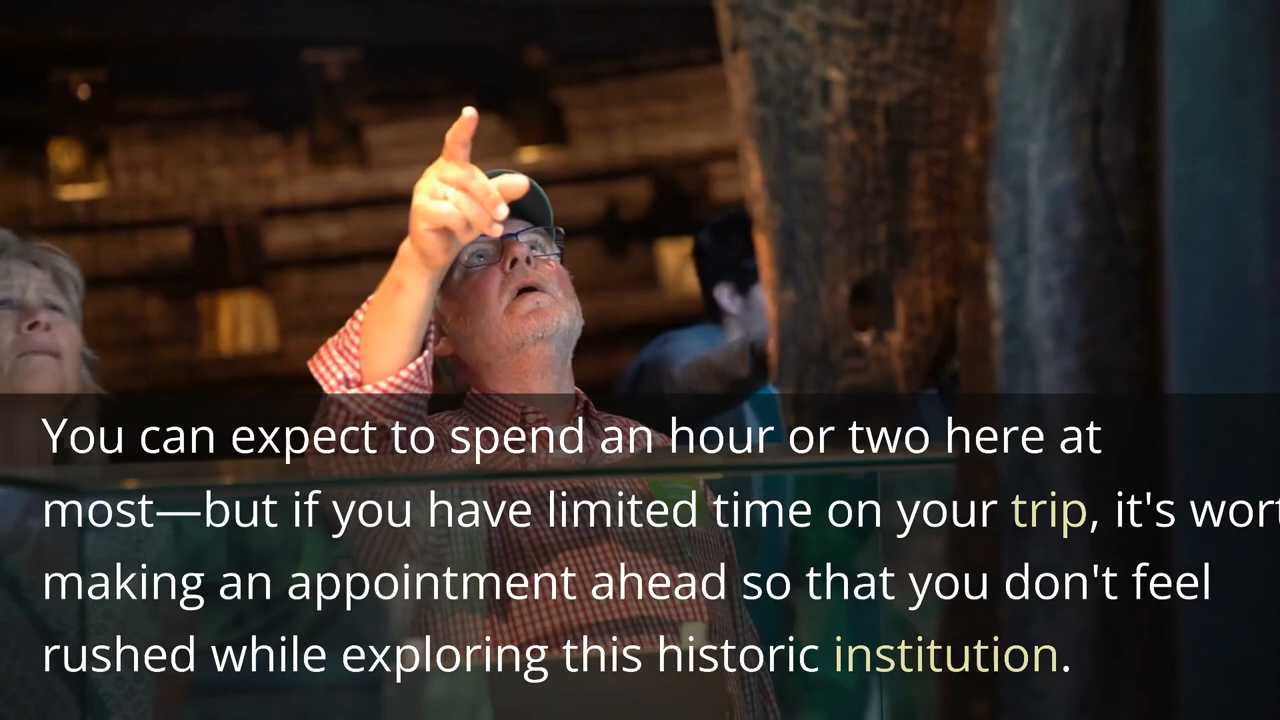 You can expect to spend an hour or two here at
most—but if you have limited time on your trip, it's
making an appointment ahead so that you don't feel
rushed while exploring this historic institution.